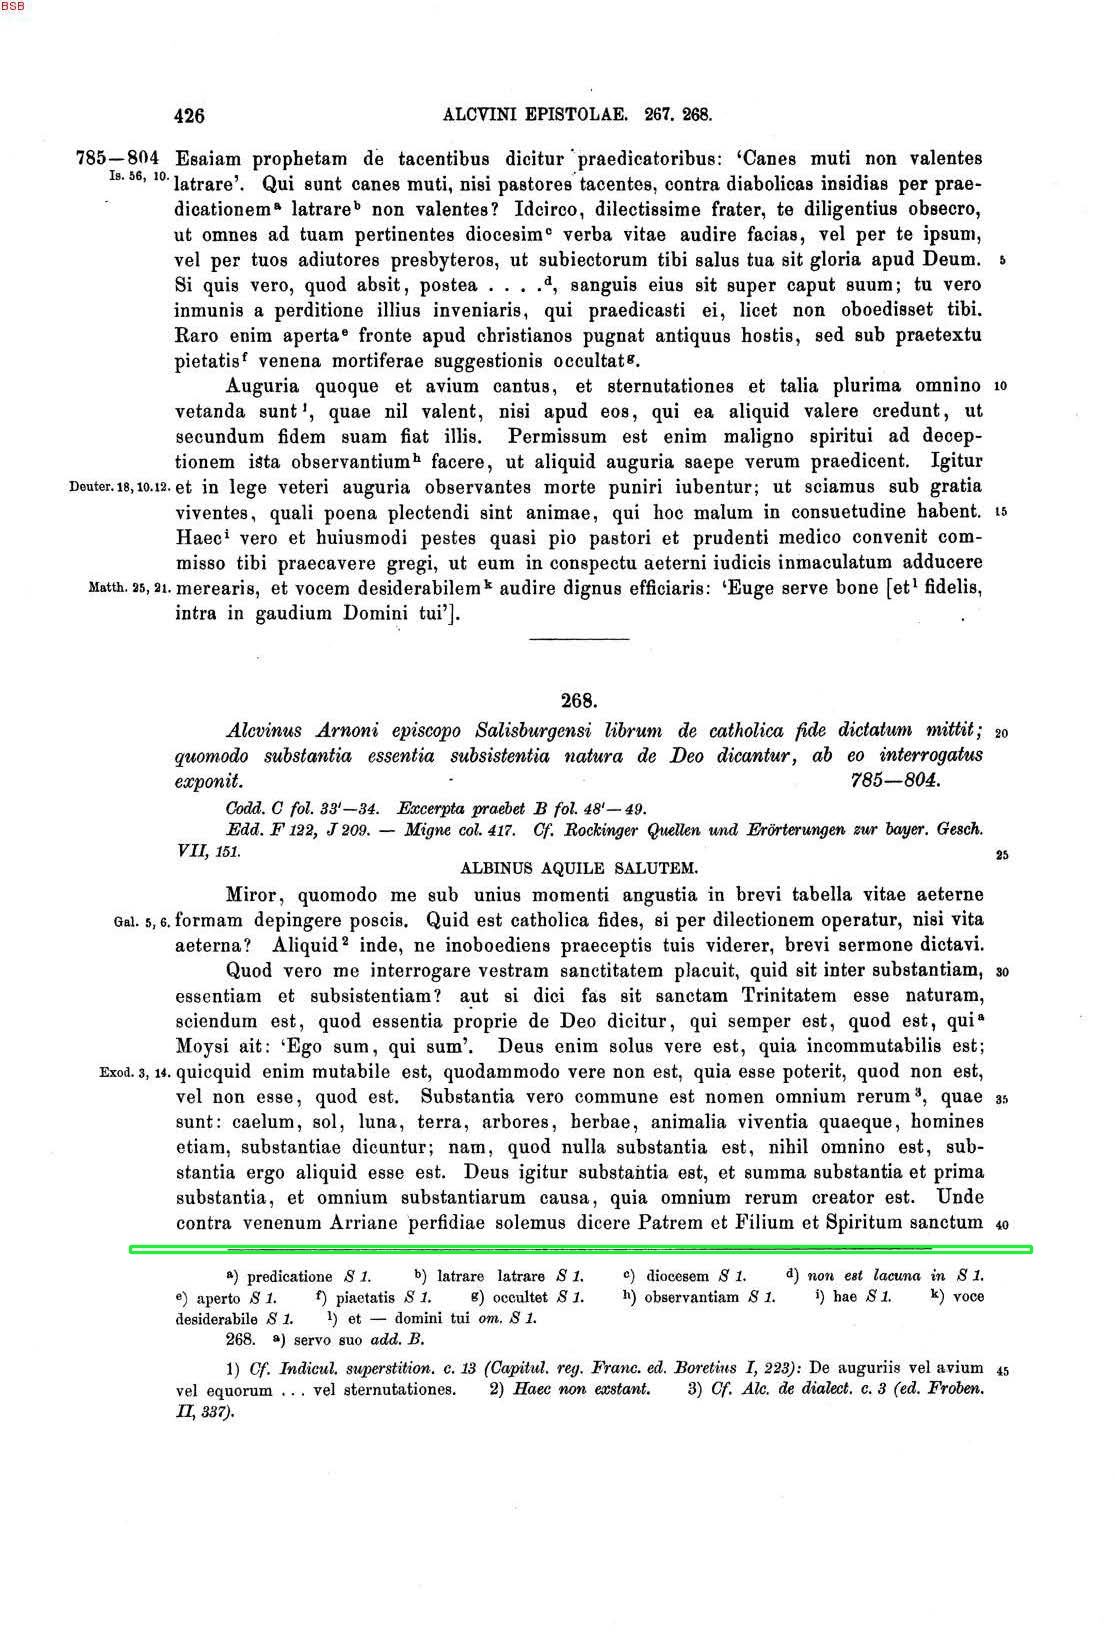 BSB
426 ALCVINI EPISTOLAE. 267. 268.
785—804 Esaiam prophetam de tacentibus dicitur praedicatoribus: ‘Canes muti non valentes
Is. 56, 10. latrare’. Qui sunt canes muti, nisi pastores tacentes, contra diabolicas insidias per prae-
dicationemᵃ latrareᵇ non valentes? Idcirco, dilectissime frater, te diligentius obsecro,
ut omnes ad tuam pertinentes diocesimᶜ verba vitae audire facias, vel per te ipsum,
vel per tuos adiutores presbyteros, ut subiectorum tibi salus tua sit gloria apud Deum. 5
Si quis vero, quod absit, postea . . . .ᵈ, sanguis eius sit super caput suum; tu vero
inmunis a perditione illius inveniaris, qui praedicasti ei, licet non oboedisset tibi.
Raro enim apertaᵉ fronte apud christianos pugnat antiquus hostis, sed sub praetextu
pietatisᶠ venena mortiferae suggestionis occultatᵍ.
Auguria quoque et avium cantus, et sternutationes et talia plurima omnino 10
vetanda sunt¹, quae nil valent, nisi apud eos, qui ea aliquid valere credunt, ut
secundum fidem suam fiat illis. Permissum est enim maligno spiritui ad decep-
tionem ista observantiumʰ facere, ut aliquid auguria saepe verum praedicent. Igitur
Deuter. 18, 10. 12. et in lege veteri auguria observantes morte puniri iubentur; ut sciamus sub gratia
viventes, quali poena plectendi sint animae, qui hoc malum in consuetudine habent. 15
Haecⁱ vero et huiusmodi pestes quasi pio pastori et prudenti medico convenit com-
misso tibi praecavere gregi, ut eum in conspectu aeterni iudicis inmaculatum adducere
Matth. 25, 21. merearis, et vocem desiderabilemᵏ audire dignus efficiaris: ‘Euge serve bone [etˡ fidelis,
intra in gaudium Domini tui’].
268.
Alcvinus Arnoni episcopo Salisburgensi librum de catholica fide dictatum mittit; 20
quomodo substantia essentia subsistentia natura de Deo dicantur, ab eo interrogatus
exponit. 785—804.
Codd. C fol. 33'—34. Excerpta praebet B fol. 48'—49.
Edd. F 122, J 209. — Migne col. 417. Cf. Rockinger Quellen und Erörterungen zur bayer. Gesch.
VII, 151. 25
ALBINUS AQUILE SALUTEM.
Miror, quomodo me sub unius momenti angustia in brevi tabella vitae aeterne
Gal. 5, 6. formam depingere poscis. Quid est catholica fides, si per dilectionem operatur, nisi vita
aeterna? Aliquid² inde, ne inoboediens praeceptis tuis viderer, brevi sermone dictavi.
Quod vero me interrogare vestram sanctitatem placuit, quid sit inter substantiam, 30
essentiam et subsistentiam? aut si dici fas sit sanctam Trinitatem esse naturam,
sciendum est, quod essentia proprie de Deo dicitur, qui semper est, quod est, quiᵃ
Moysi ait: ‘Ego sum, qui sum’. Deus enim solus vere est, quia incommutabilis est;
Exod. 3, 14. quicquid enim mutabile est, quodammodo vere non est, quia esse poterit, quod non est,
vel non esse, quod est. Substantia vero commune est nomen omnium rerum³, quae 35
sunt: caelum, sol, luna, terra, arbores, herbae, animalia viventia quaeque, homines
etiam, substantiae dicuntur; nam, quod nulla substantia est, nihil omnino est, sub-
stantia ergo aliquid esse est. Deus igitur substantia est, et summa substantia et prima
substantia, et omnium substantiarum causa, quia omnium rerum creator est. Unde
contra venenum Arriane perfidiae solemus dicere Patrem et Filium et Spiritum sanctum 40
a) predicatione S 1. b) latrare latrare S 1. c) diocesem S 1. d) non est lacuna in S 1.
e) aperto S 1. f) piaetatis S 1. g) occultet S 1. h) observantiam S 1. i) hae S 1. k) voce
desiderabile S 1. l) et — domini tui om. S 1.
268. a) servo suo add. B.
1) Cf. Indicul. superstition. c. 13 (Capitul. reg. Franc. ed. Boretius I, 223): De auguriis vel avium 45
vel equorum . . . vel sternutationes. 2) Haec non exstant. 3) Cf. Alc. de dialect. c. 3 (ed. Froben.
II, 337).